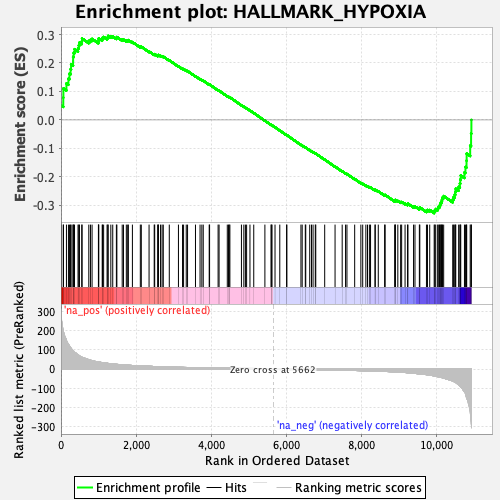 Enrichment plot: HALLMARK_HYPOXIA
Enrichment score (ES)
0.3
0.2
0.1
0.0
-0.1
-0.2
-0.3
Ranked list metric (PreRanked)
'na_pos' (positively correlated)
300
200
100
0
-100
-200
-300
Zero cross at 5662
'na_neg' (negatively correlated)
0
2,000
4,000
6,000
8,000
10,000
Rank in Ordered Dataset
Enrichment profile
Hits
Ranking metric scores